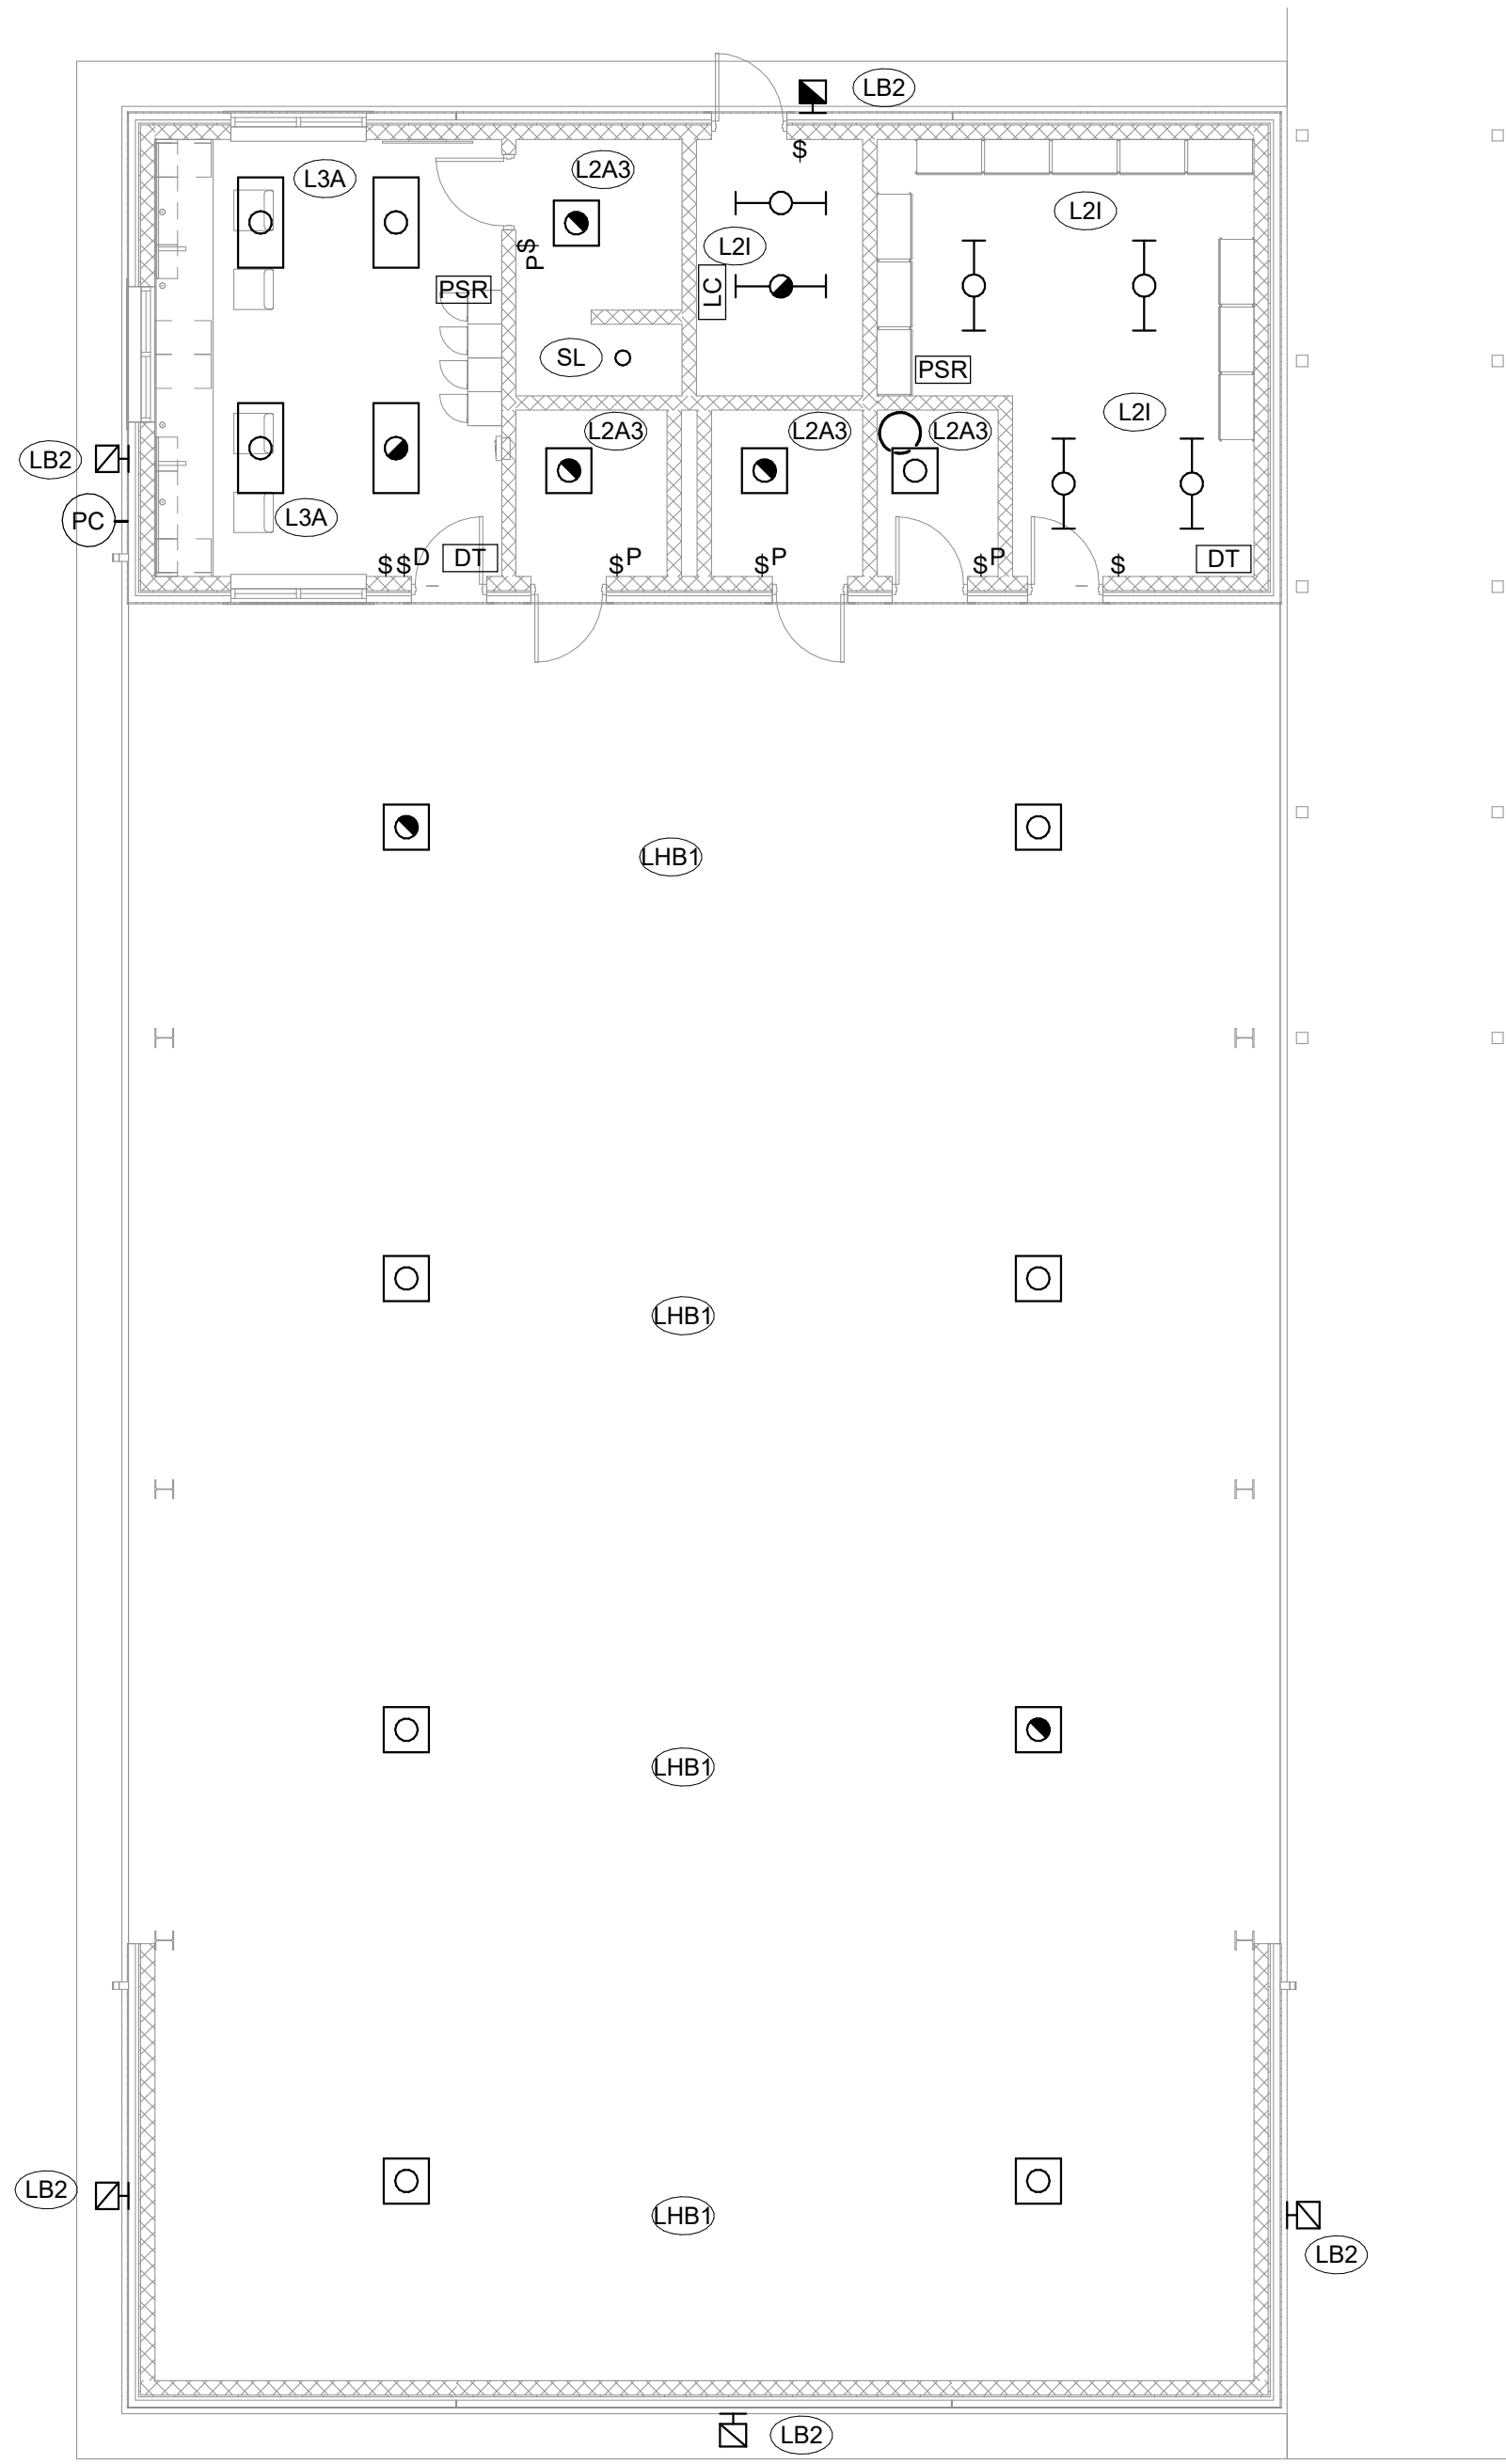 LB2
L2A3
L3A
$
L2I
L2I
P$
PSR
LC
SL
PSR
L2I
L2A3
L2A3
L2A3
LB2
L3A
PC
$ $D
DT
$P
$P
$P
$
DT
LHB1
LHB1
LHB1
LB2
LHB1
LB2
LB2